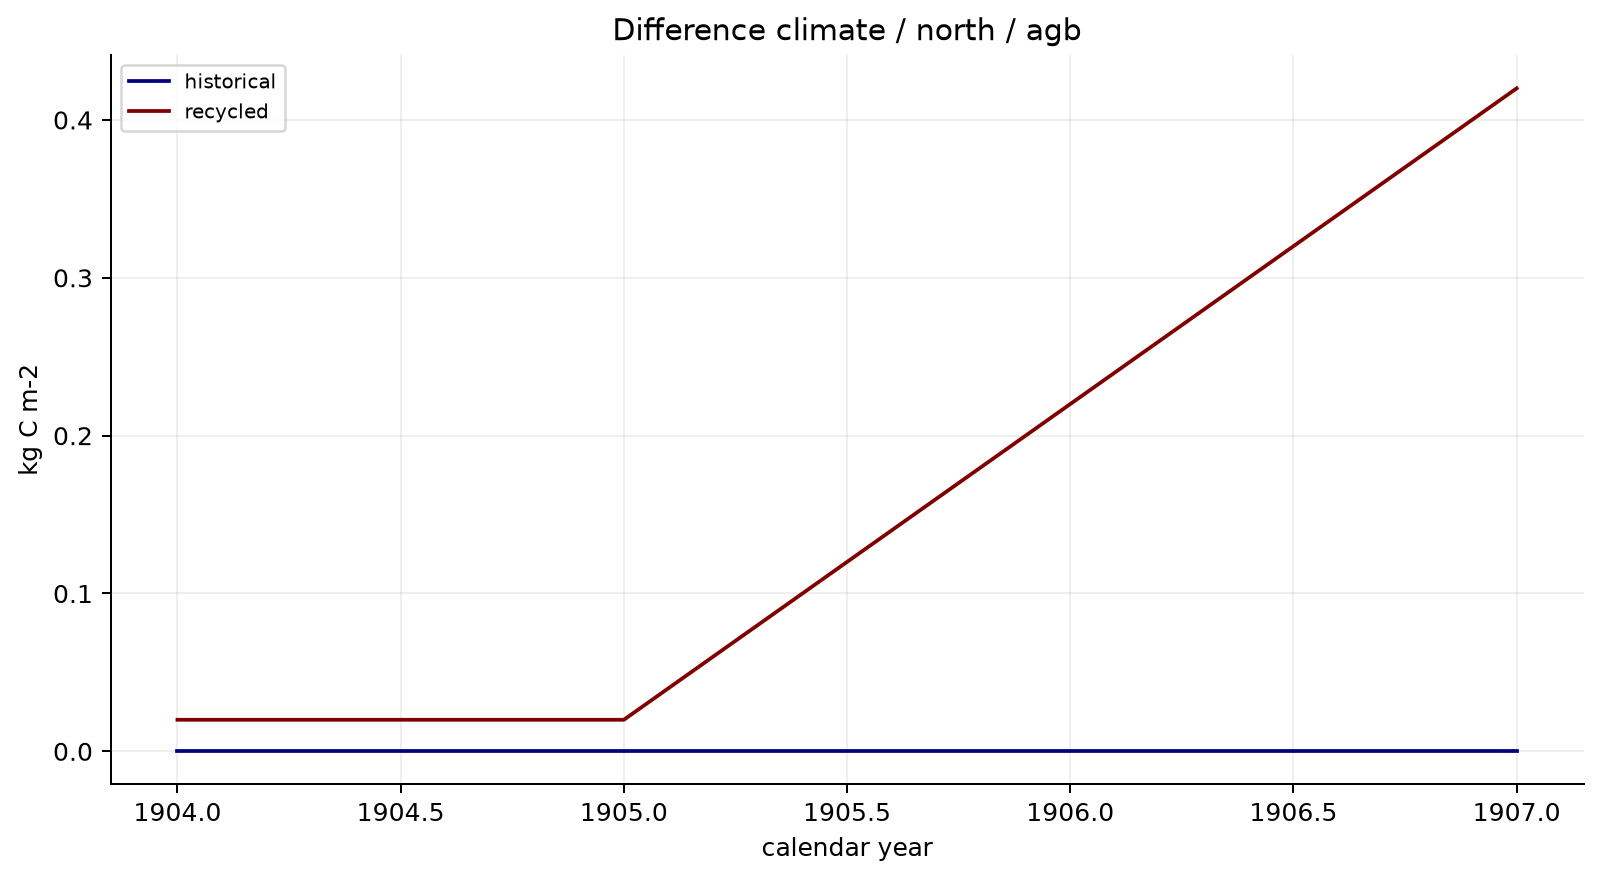 Difference climate / north / agb
historical
recycled
kg C m-2
0.4
0.3
0.2
0.1
0.0
1904.0 1904.5 1905.0 1905.5 1906.0 1906.5 1907.0
calendar year